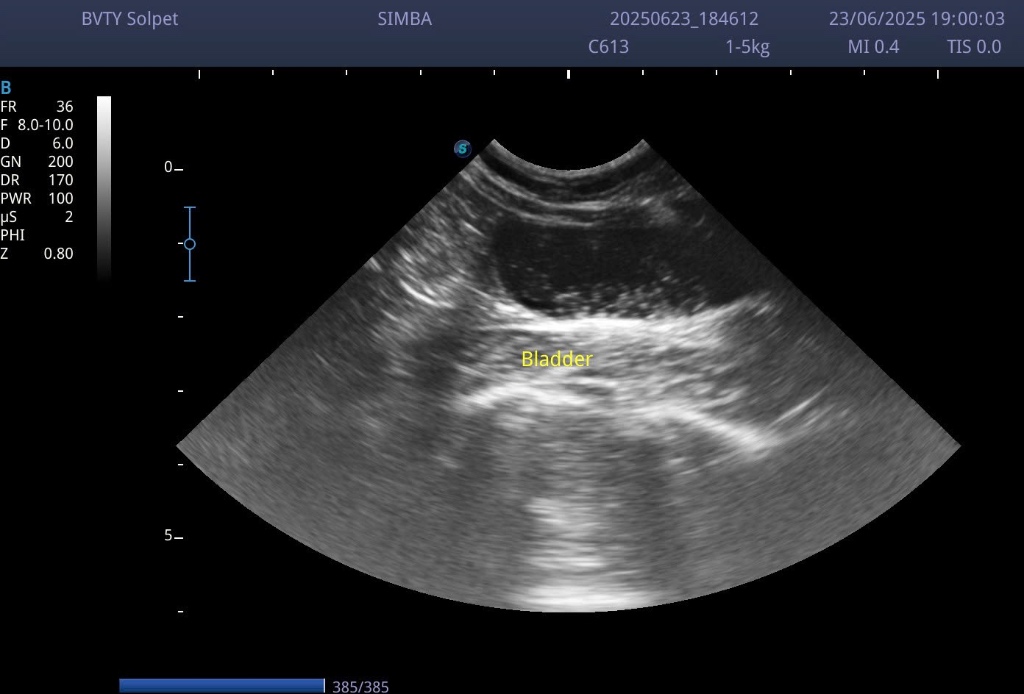 BVTY Solpet SIMBA 20250623_184612 23/06/2025 19:00:03
C613 1-5kg MI 0.4 TIS 0.0
B
FR 36
F 8.0-10.0
D 6.0
GN 200
DR 170
PWR 100
µS 2
PHI
Z 0.80
S
0
Bladder
5
385/385